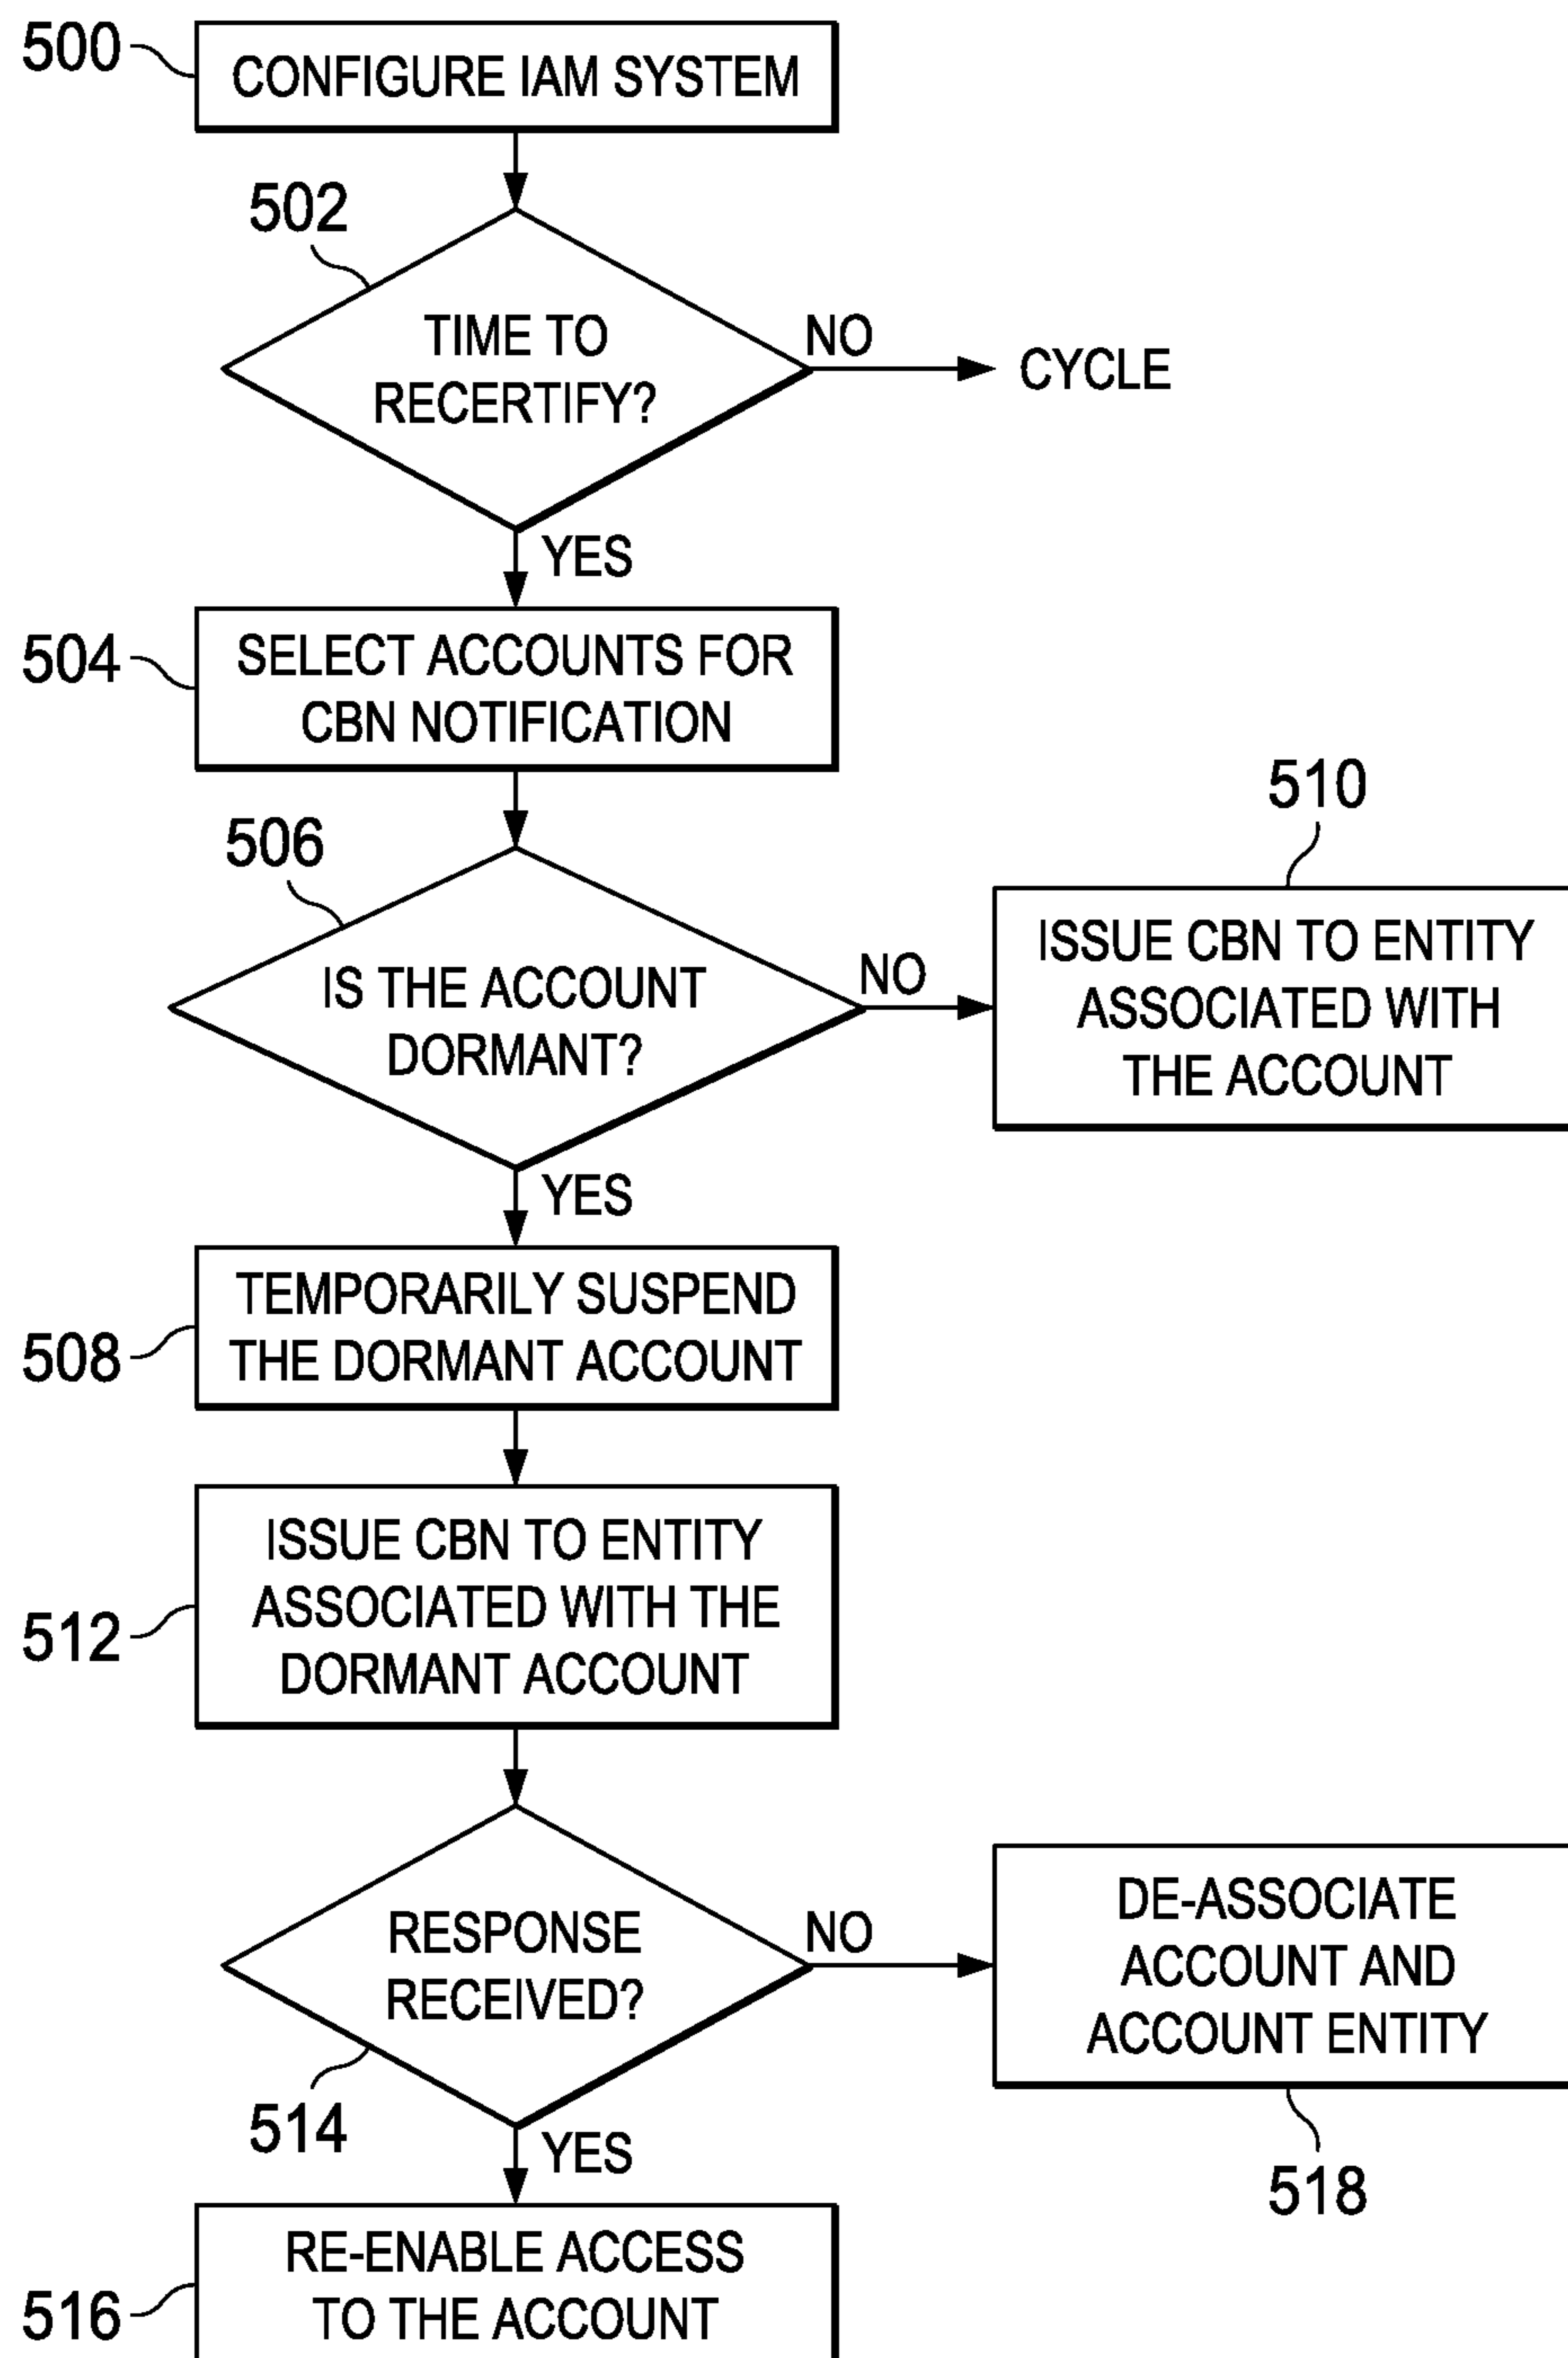 500
CONFIGURE IAM SYSTEM
502
TIME TO
RECERTIFY?
NO
CYCLE
YES
504
SELECT ACCOUNTS FOR
CBN NOTIFICATION
506
IS THE ACCOUNT
DORMANT?
NO
510
ISSUE CBN TO ENTITY
ASSOCIATED WITH
THE ACCOUNT
YES
508
TEMPORARILY SUSPEND
THE DORMANT ACCOUNT
512
ISSUE CBN TO ENTITY
ASSOCIATED WITH THE
DORMANT ACCOUNT
RESPONSE
RECEIVED?
514
NO
DE-ASSOCIATE
ACCOUNT AND
ACCOUNT ENTITY
518
YES
516
RE-ENABLE ACCESS
TO THE ACCOUNT